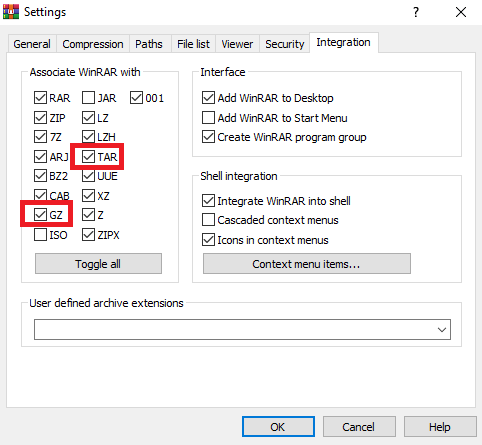 Settings
General Compression Paths File list Viewer Security Integration
Associate WinRAR with
RAR JAR 001
ZIP LZ
7Z LZH
ARJ TAR
BZ2 UUE
CAB XZ
GZ Z
ISO ZIPX
Toggle all
Interface
Add WinRAR to Desktop
Add WinRAR to Start Menu
Create WinRAR program group
Shell integration
Integrate WinRAR into shell
Cascaded context menus
Icons in context menus
Context menu items...
User defined archive extensions
OK Cancel Help